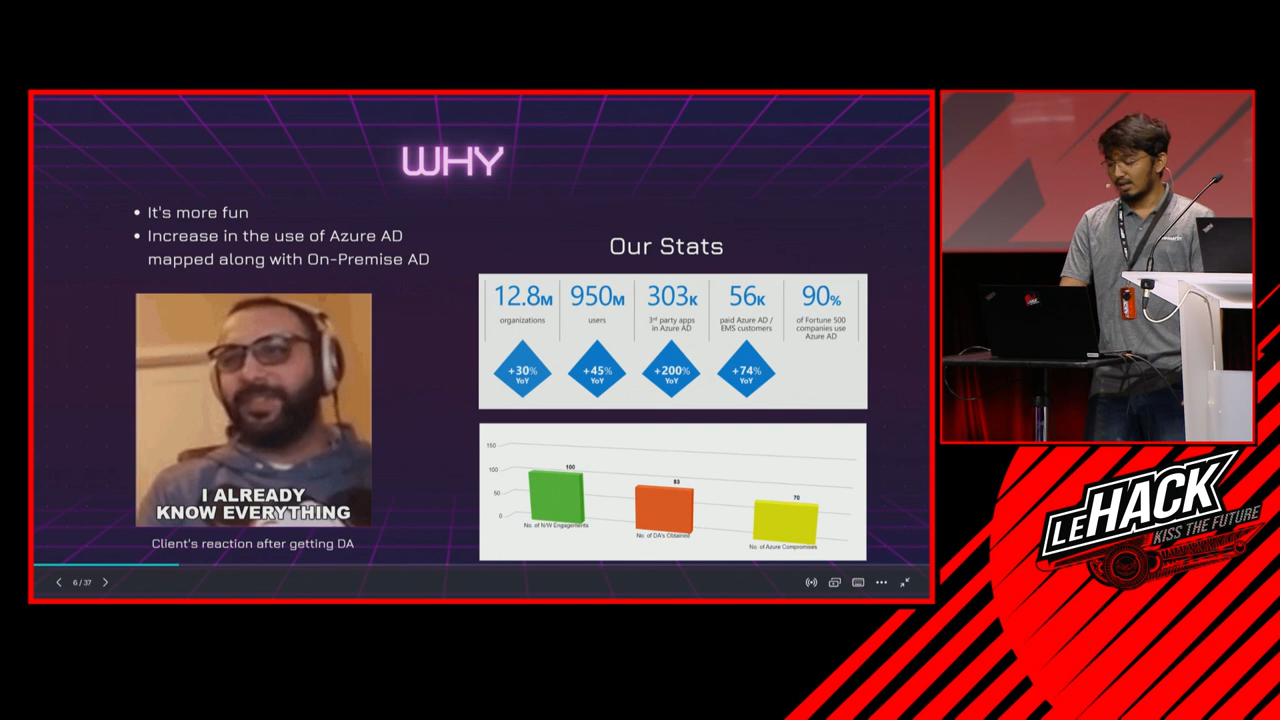 WHY
It's more fun
Increase in the use of Azure AD
mapped along with On-Premise AD
I ALREADY
KNOW EVERYTHING
Client's reaction after getting DA
Our Stats
12.8M 950M 303K 56K 90%
organizations
users
3rd party apps
in Azure AD
paid Azure AD /
EMS customers
of Fortune 500
companies use
Azure AD
+30%
YoY
+45%
YoY
+200%
YoY
+74%
YoY
150
100
50
0
100
83
70
No. of N/W Engagements
No. of DA's Obtained
No. of Azure Compromises
6 / 37
LEHACK
KISS THE FUTURE